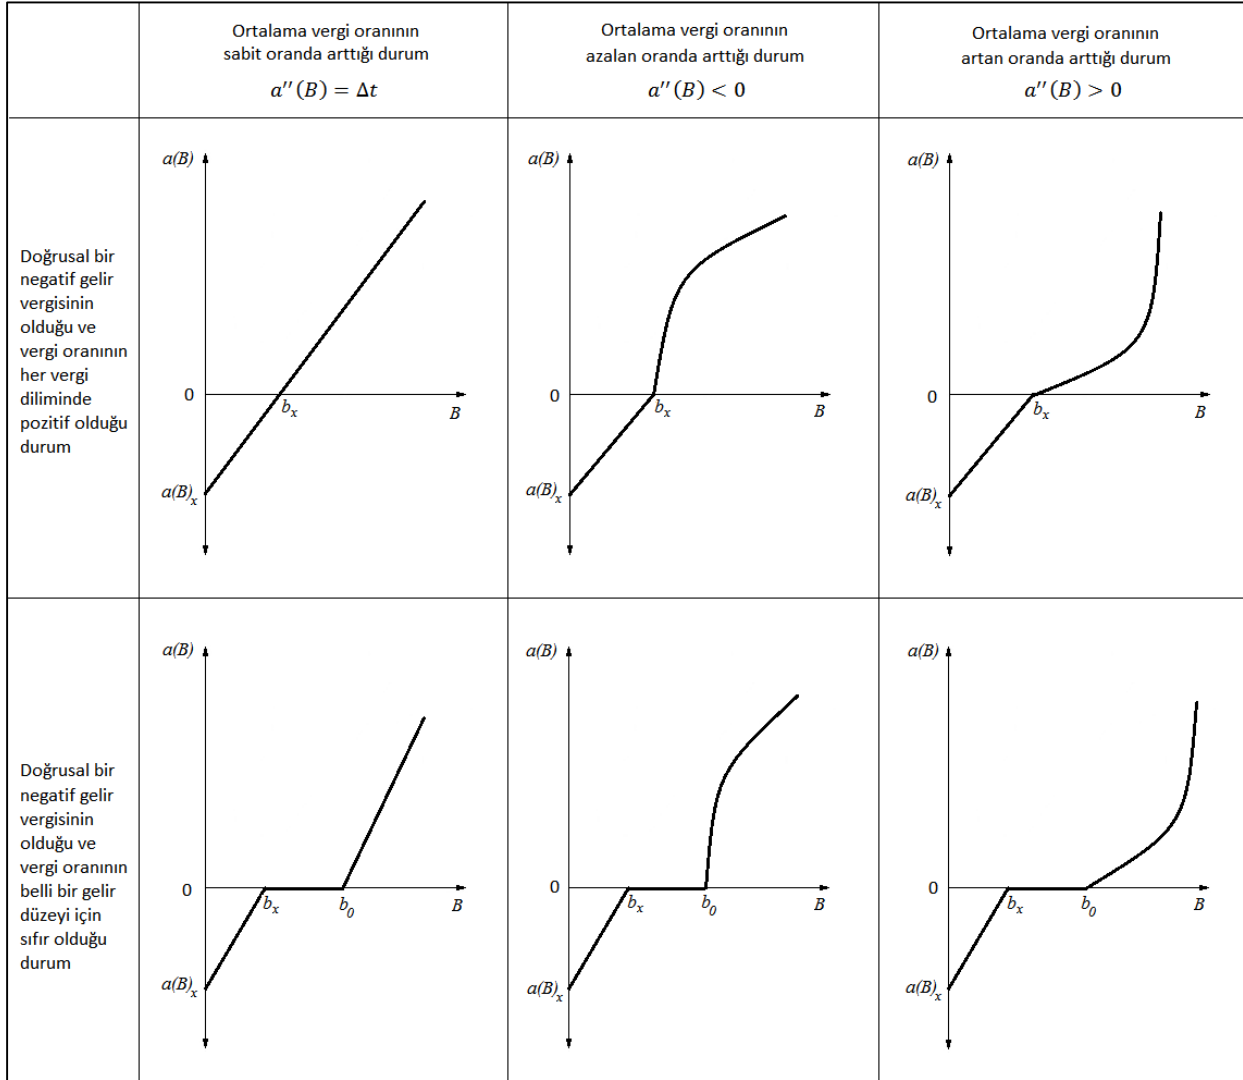 Ortalama vergi oranının
sabit oranda arttığı durum
a′′(B) = Δt
Ortalama vergi oranının
azalan oranda arttığı durum
a′′(B) < 0
Ortalama vergi oranının
artan oranda arttığı durum
a′′(B) > 0
Doğrusal bir
negatif gelir
vergisinin
olduğu ve
vergi oranının
her vergi
diliminde
pozitif olduğu
durum
a(B)
0
b_x
B
a(B)_x
a(B)
0
b_x
B
a(B)_x
a(B)
0
b_x
B
a(B)_x
Doğrusal bir
negatif gelir
vergisinin
olduğu ve
vergi oranının
belli bir gelir
düzeyi için
sıfır olduğu
durum
a(B)
0
b_x
b_0
B
a(B)_x
a(B)
0
b_x
b_0
B
a(B)_x
a(B)
0
b_x
b_0
B
a(B)_x